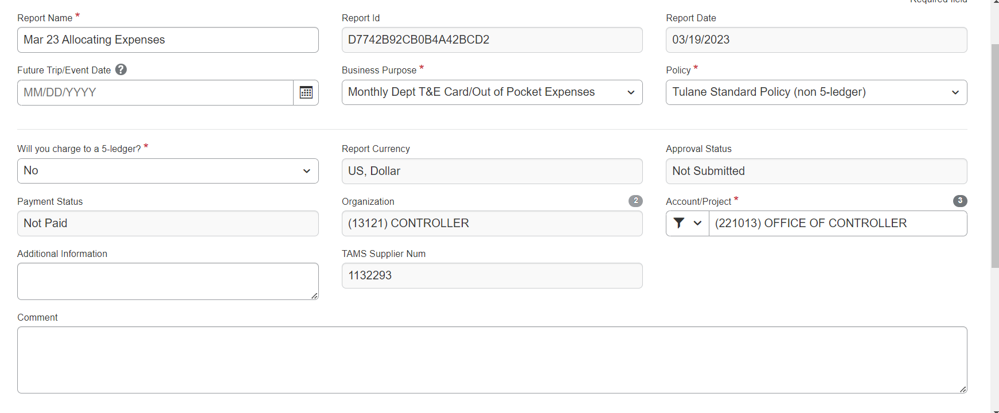 Required field
Report Name *
Report Id
Report Date
Mar 23 Allocating Expenses
D7742B92CB0B4A42BCD2
03/19/2023
Future Trip/Event Date ?
Business Purpose *
Policy *
MM/DD/YYYY
Monthly Dept T&E Card/Out of Pocket Expenses
Tulane Standard Policy (non 5-ledger)
Will you charge to a 5-ledger? *
Report Currency
Approval Status
No
US, Dollar
Not Submitted
Payment Status
Organization
2
Account/Project *
3
Not Paid
(13121) CONTROLLER
(221013) OFFICE OF CONTROLLER
Additional Information
TAMS Supplier Num
1132293
Comment